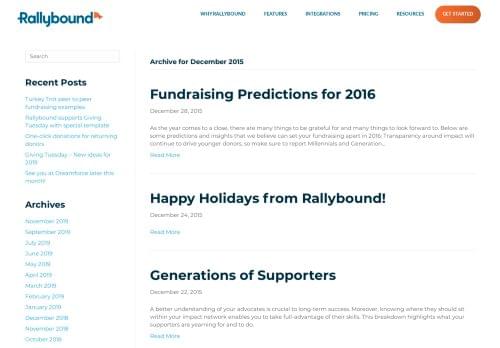 Rallybound
WHY RALLYBOUND
FEATURES
INTEGRATIONS
PRICING
RESOURCES
GET STARTED
Search
Recent Posts
Turkey Trot peer to peer
fundraising examples
Rallybound supports Giving
Tuesday with special template
One-click donations for returning
donors
Giving Tuesday – New ideas for
2019
See you at Dreamforce later this
month!
Archives
November 2019
September 2019
July 2019
June 2019
May 2019
April 2019
March 2019
February 2019
January 2019
December 2018
November 2018
October 2018
Archive for December 2015
Fundraising Predictions for 2016
December 28, 2015
As the year comes to a close, there are many things to be grateful for and many things to look forward to. Below are
some predictions and insights that we believe can set your fundraising apart in 2016: Transparency around impact will
continue to drive younger donors, so make sure to report Millennials and Generation...
Read More
Happy Holidays from Rallybound!
December 24, 2015
Read More
Generations of Supporters
December 22, 2015
A better understanding of your advocates is crucial to long-term success. Moreover, knowing where they should sit
within your impact network enables you to take full-advantage of their skills. This breakdown highlights what your
supporters are yearning for and to do.
Read More